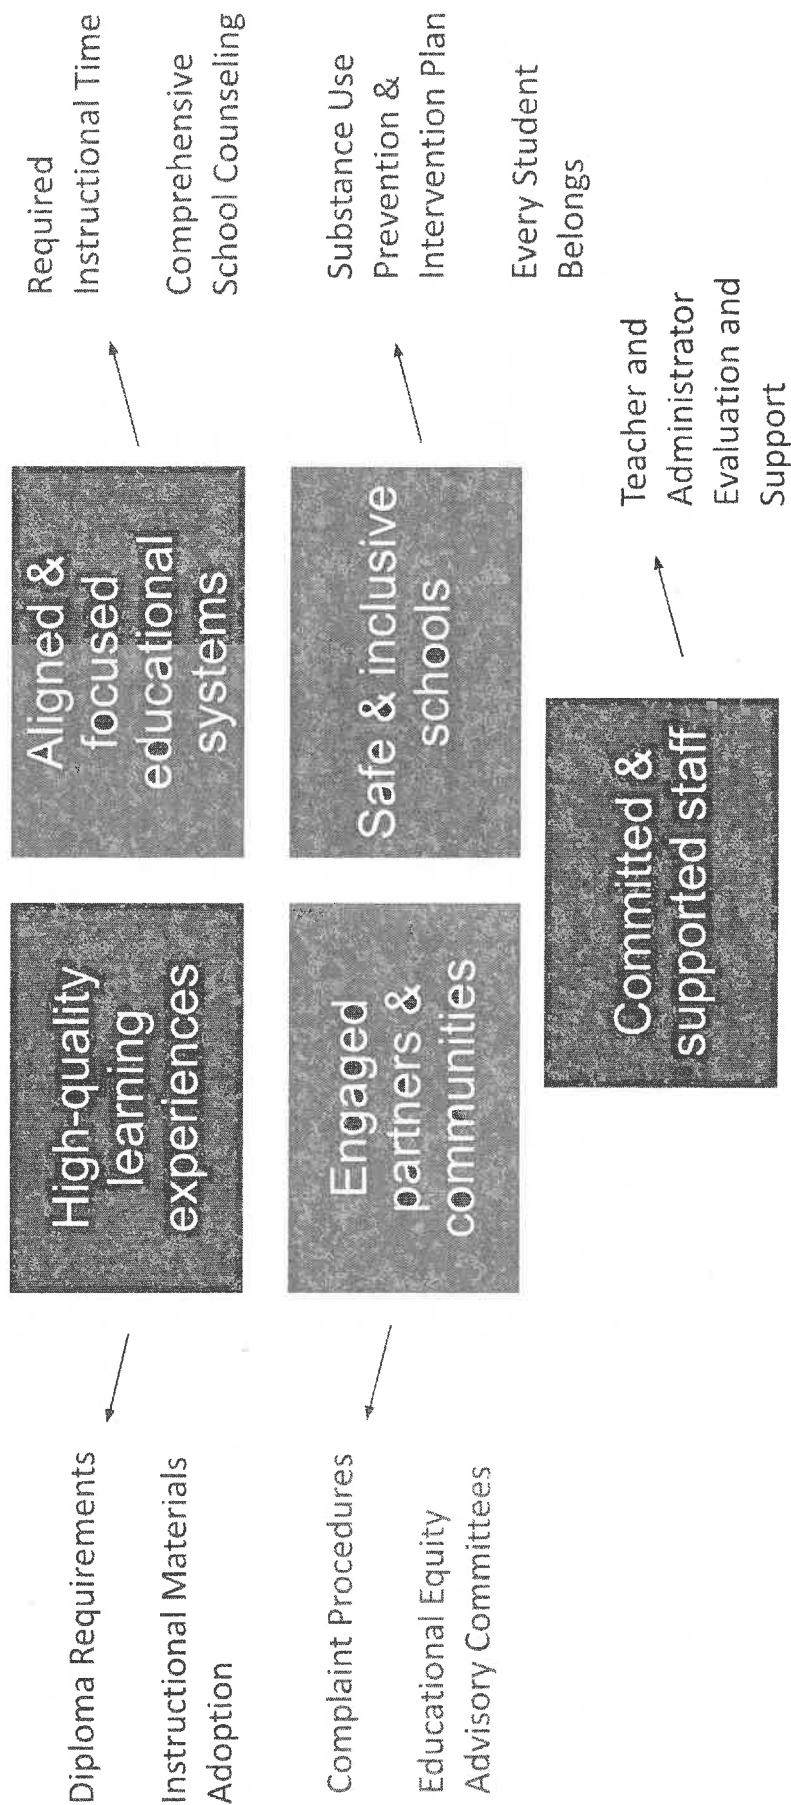 Diploma Requirements
Instructional Materials
Adoption
High-quality
learning
experiences
Aligned &
focused
educational
systems
Required
Instructional Time
Comprehensive
School Counseling
Complaint Procedures
Educational Equity
Advisory Committees
Engaged
partners &
communities
Safe & inclusive
schools
Substance Use
Prevention &
Intervention Plan
Every Student
Belongs
Committed &
supported staff
Teacher and
Administrator
Evaluation and
Support